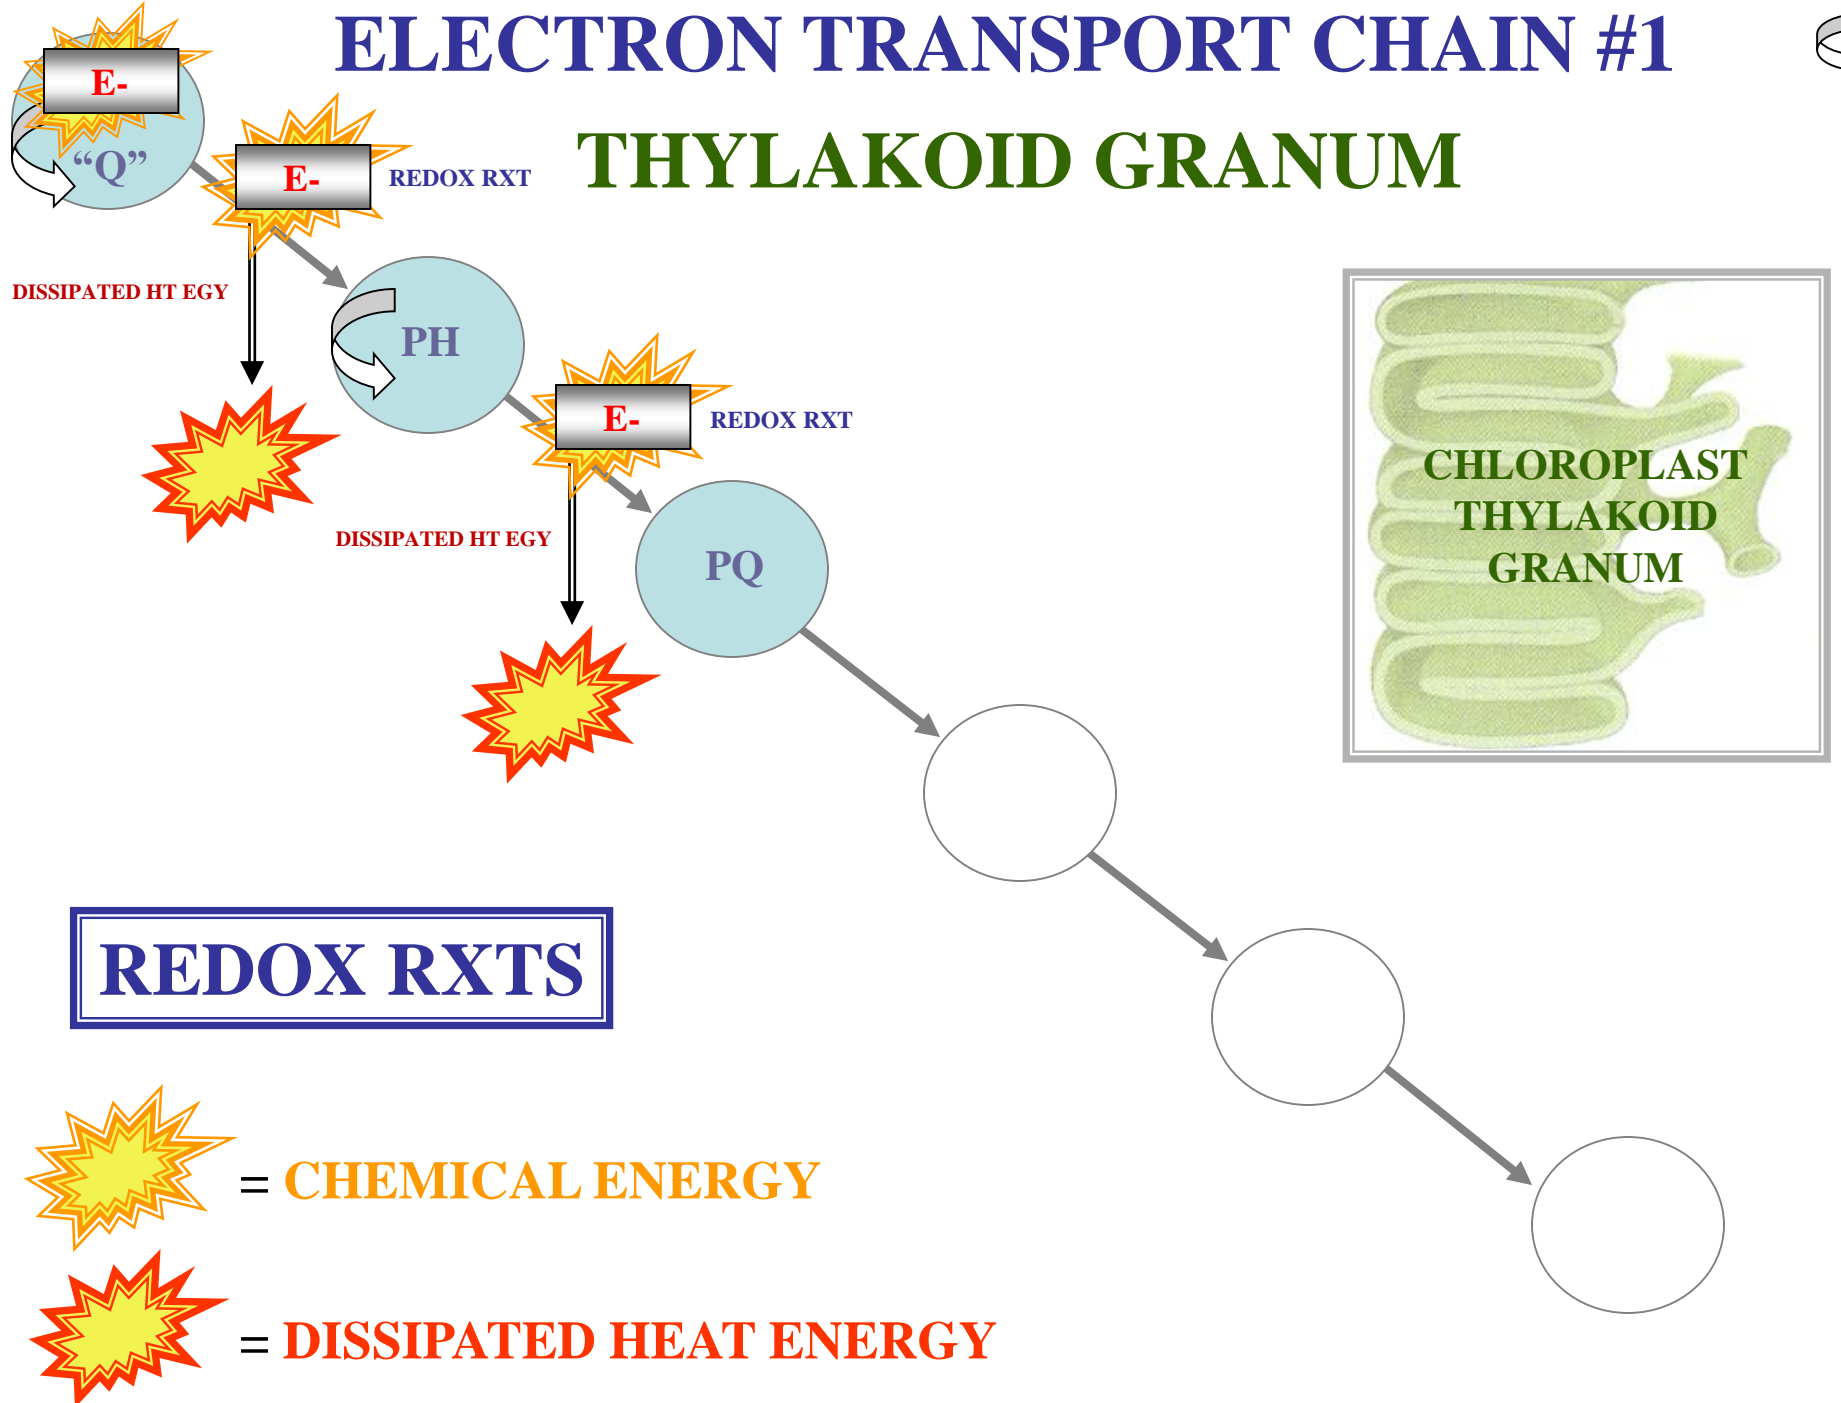 ELECTRON TRANSPORT CHAIN #1
THYLAKOID GRANUM
E-
“Q”
E-
REDOX RXT
DISSIPATED HT EGY
PH
E-
REDOX RXT
DISSIPATED HT EGY
PQ
CHLOROPLAST
THYLAKOID
GRANUM
REDOX RXTS
= CHEMICAL ENERGY
= DISSIPATED HEAT ENERGY